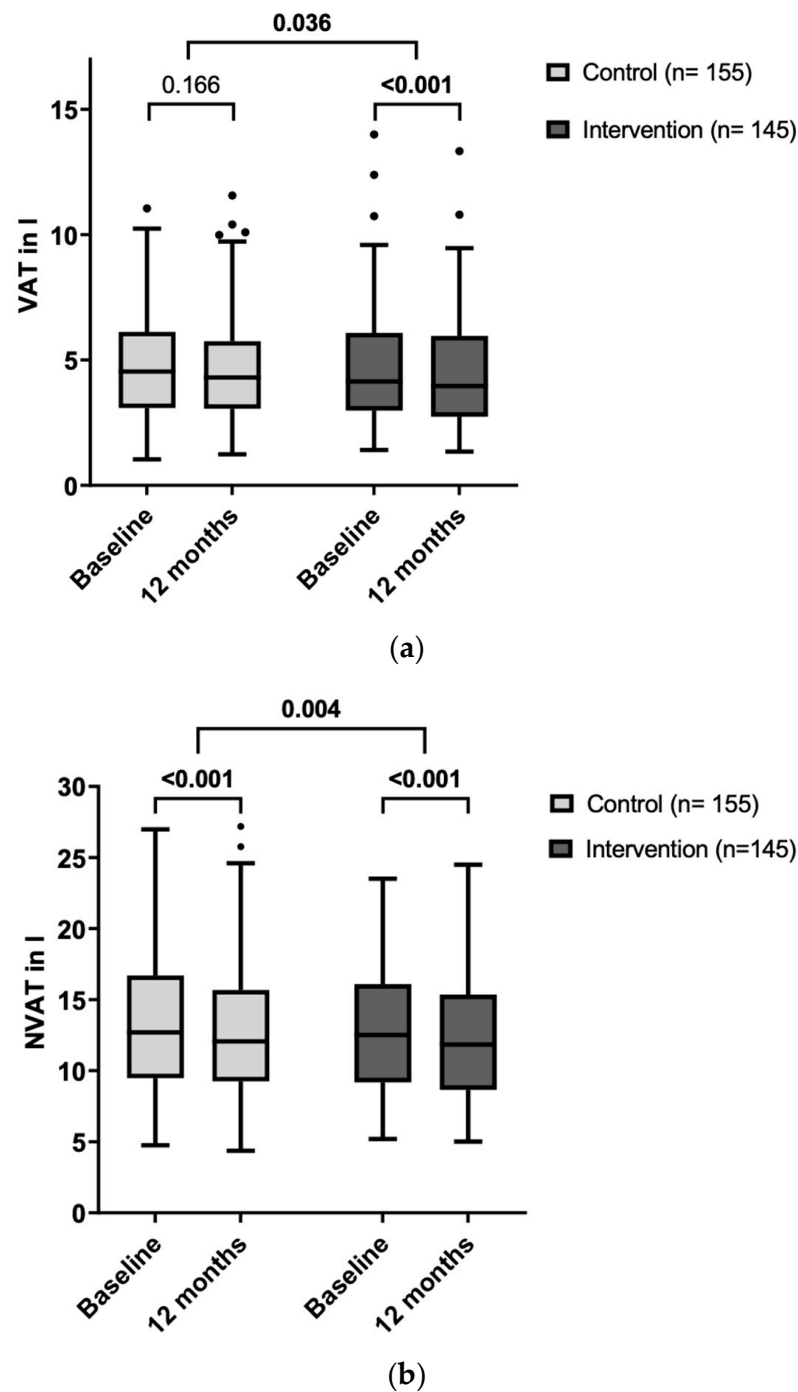 0.036
0.166
<0.001
Control (n= 155)
Intervention (n= 145)
VAT in l
15
10
5
0
Baseline
12 months
Baseline
12 months
(a)
0.004
<0.001
<0.001
Control (n= 155)
Intervention (n=145)
NVAT in l
30
25
20
15
10
5
0
Baseline
12 months
Baseline
12 months
(b)